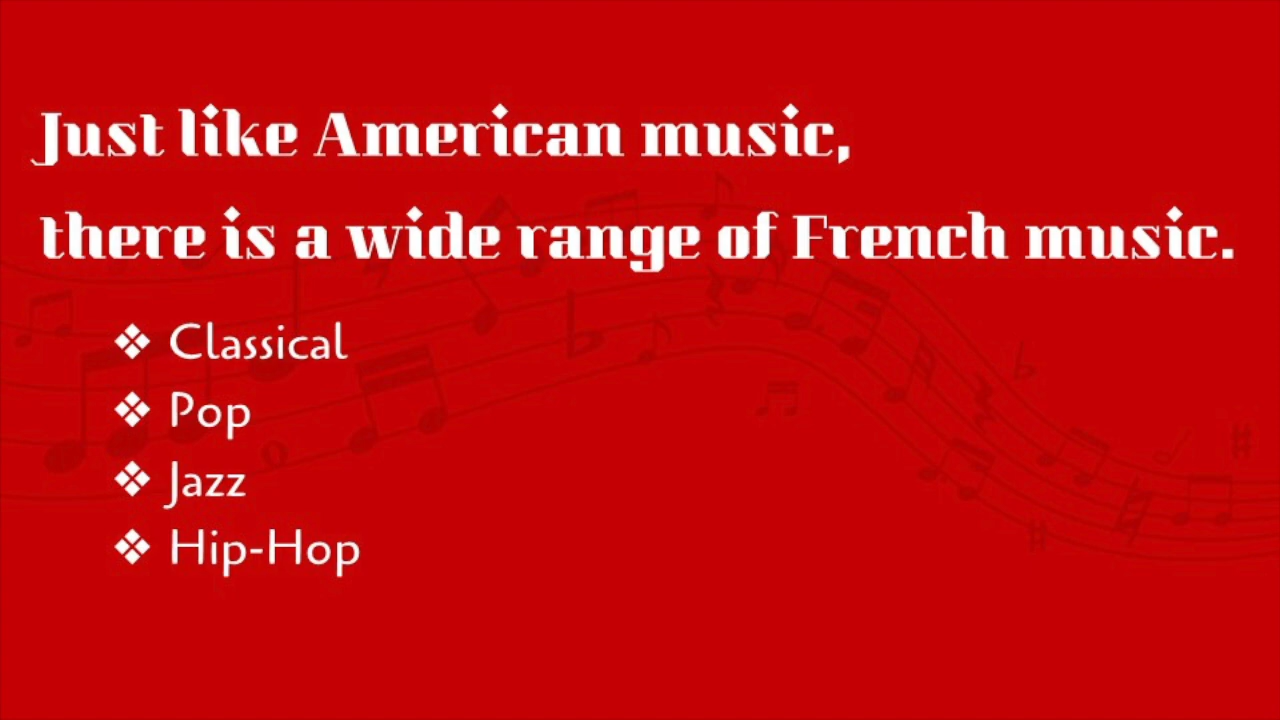 Just like American music,
there is a wide range of French music.
❖ Classical
❖ Pop
❖ Jazz
❖ Hip-Hop